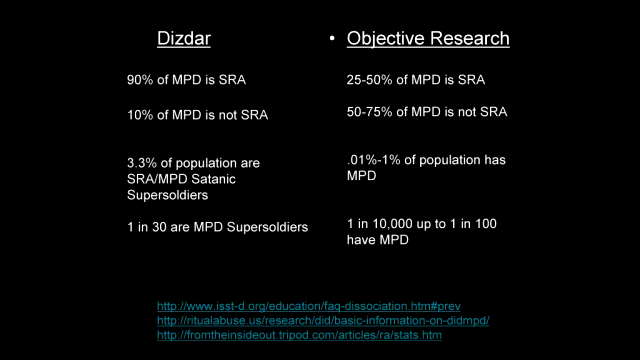 Dizdar
• Objective Research
90% of MPD is SRA
25-50% of MPD is SRA
10% of MPD is not SRA
50-75% of MPD is not SRA
3.3% of population are
SRA/MPD Satanic
Supersoldiers
.01%-1% of population has
MPD
1 in 30 are MPD Supersoldiers
1 in 10,000 up to 1 in 100
have MPD
http://www.isst-d.org/education/faq-dissociation.htm#prev
http://ritualabuse.us/research/did/basic-information-on-didmpd/
http://fromtheinsideout.tripod.com/articles/ra/stats.htm